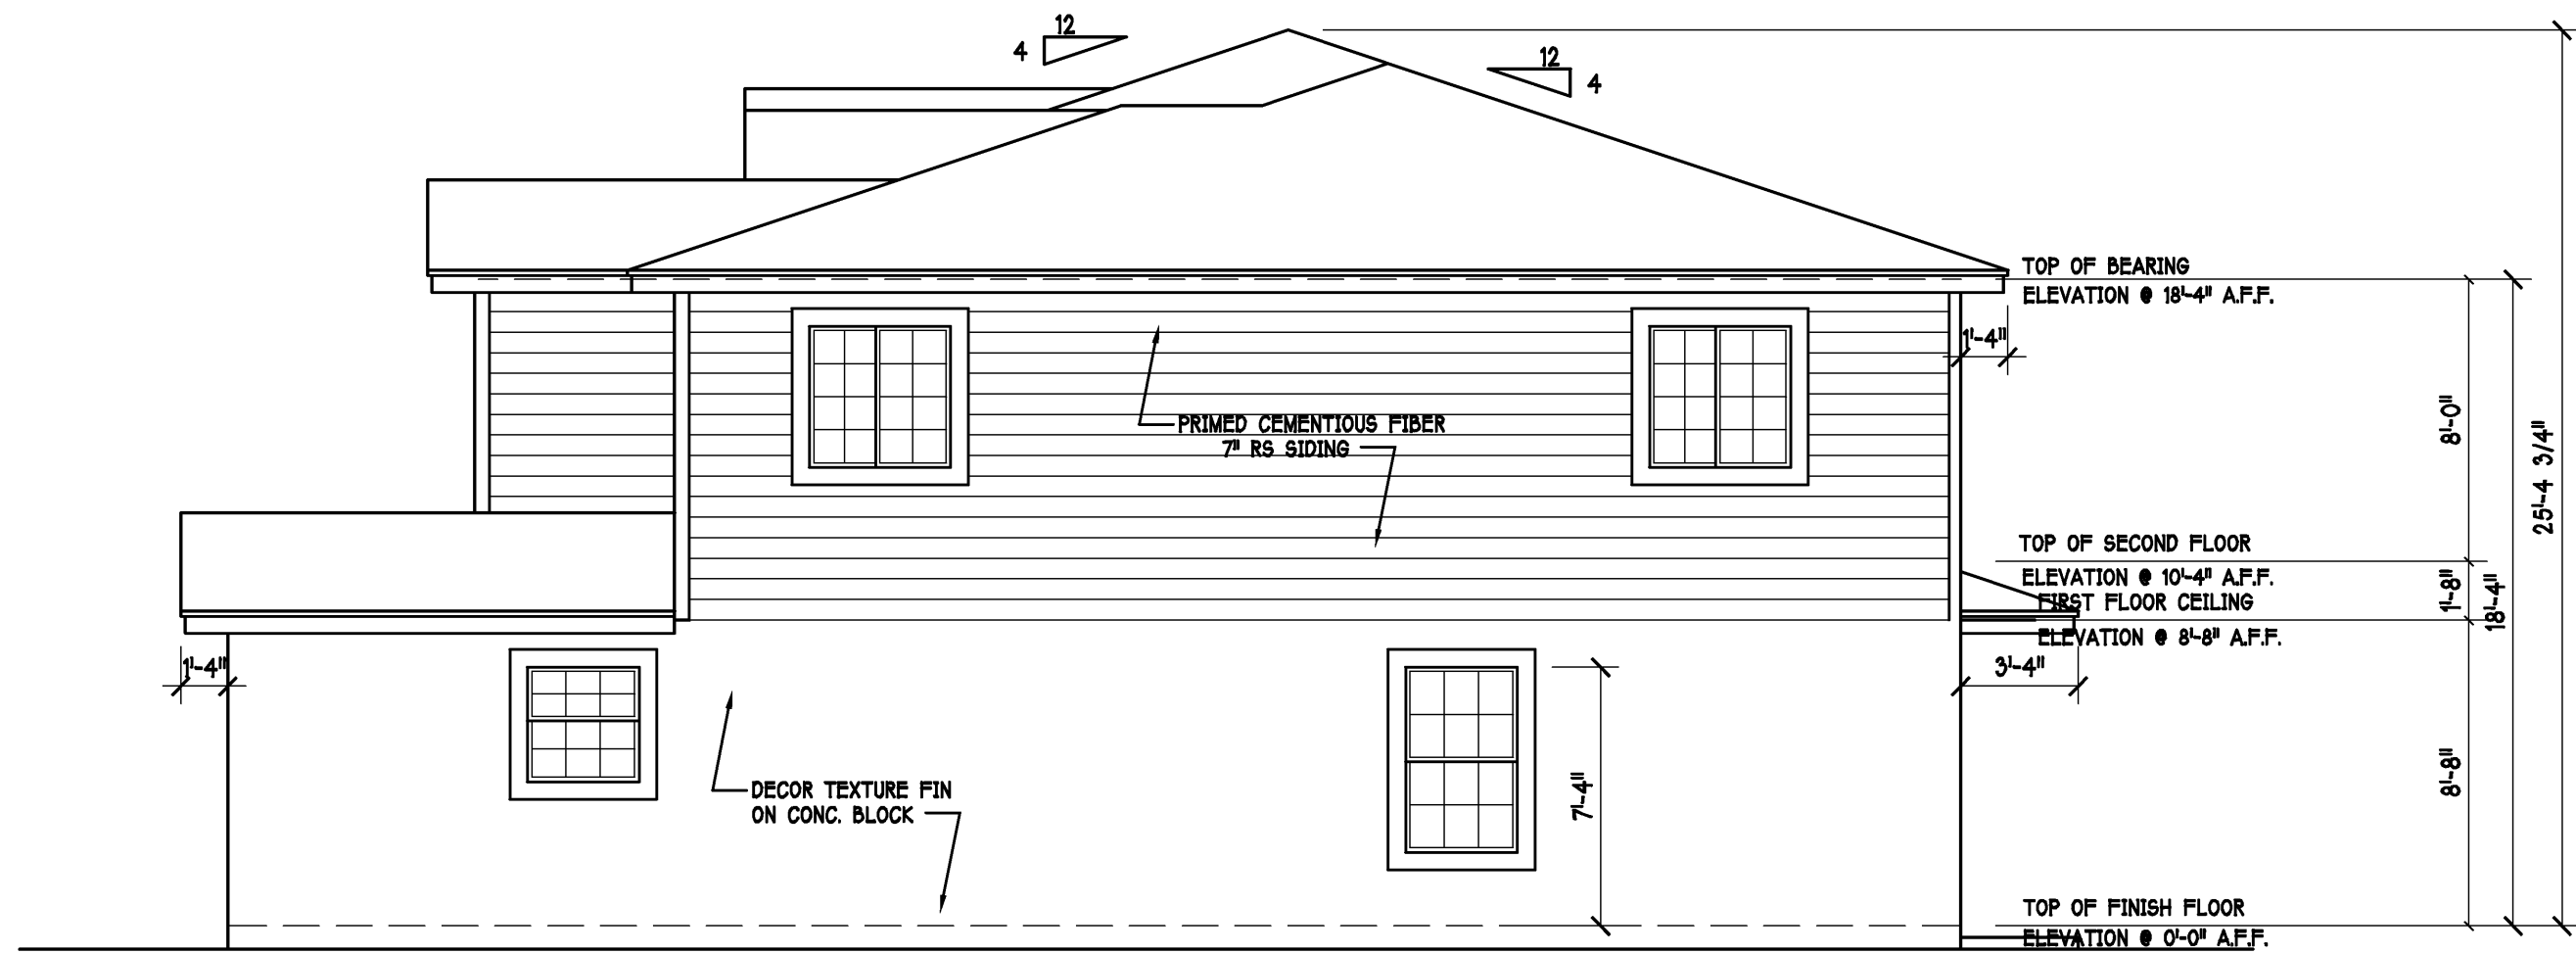 12
4
12
4
TOP OF BEARING
ELEVATION @ 18'-4" A.F.F.
1'-4"
PRIMED CEMENTIOUS FIBER
7" RS SIDING
8'-0"
25'-4 3/4"
TOP OF SECOND FLOOR
ELEVATION @ 10'-4" A.F.F.
FIRST FLOOR CEILING
1'-8"
18'-4"
ELEVATION @ 8'-8" A.F.F.
1'-4"
3'-4"
DECOR TEXTURE FIN
ON CONC. BLOCK
7'-4"
8'-8"
TOP OF FINISH FLOOR
ELEVATION @ 0'-0" A.F.F.